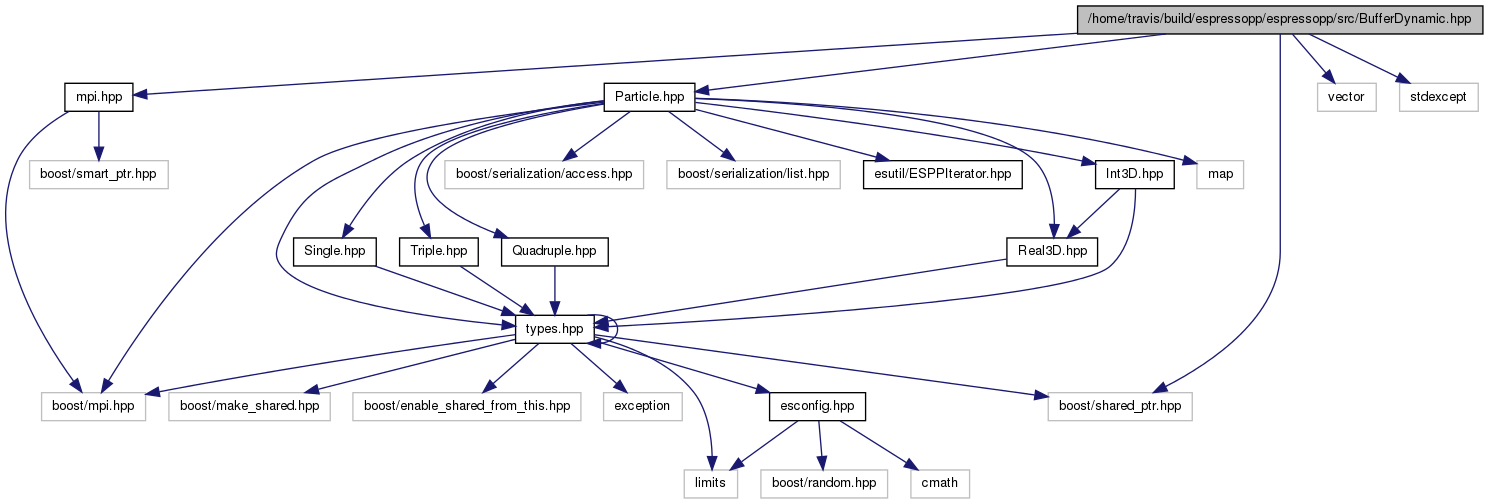 /home/travis/build/espressopp/espressopp/src/BufferDynamic.hpp
mpi.hpp
Particle.hpp
vector
stdexcept
boost/smart_ptr.hpp
boost/serialization/access.hpp
boost/serialization/list.hpp
esutil/ESPPIterator.hpp
Int3D.hpp
map
Single.hpp
Triple.hpp
Quadruple.hpp
Real3D.hpp
types.hpp
boost/mpi.hpp
boost/make_shared.hpp
boost/enable_shared_from_this.hpp
exception
esconfig.hpp
boost/shared_ptr.hpp
limits
boost/random.hpp
cmath